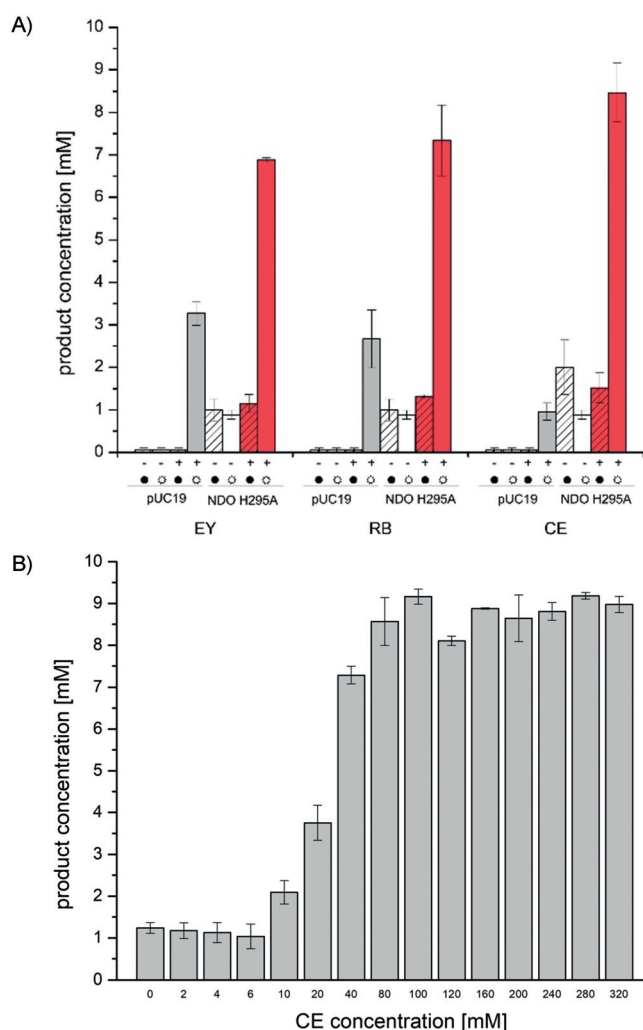 A)
product concentration [mM]
10
9
8
7
6
5
4
3
2
1
0
- - + + - - + + - - + + - - + + - - + + - - + +
pUC19 NDO H295A pUC19 NDO H295A pUC19 NDO H295A
EY RB CE
B)
product concentration [mM]
10
9
8
7
6
5
4
3
2
1
0
0 2 4 6 10 20 40 80 100 120 160 200 240 280 320
CE concentration [mM]